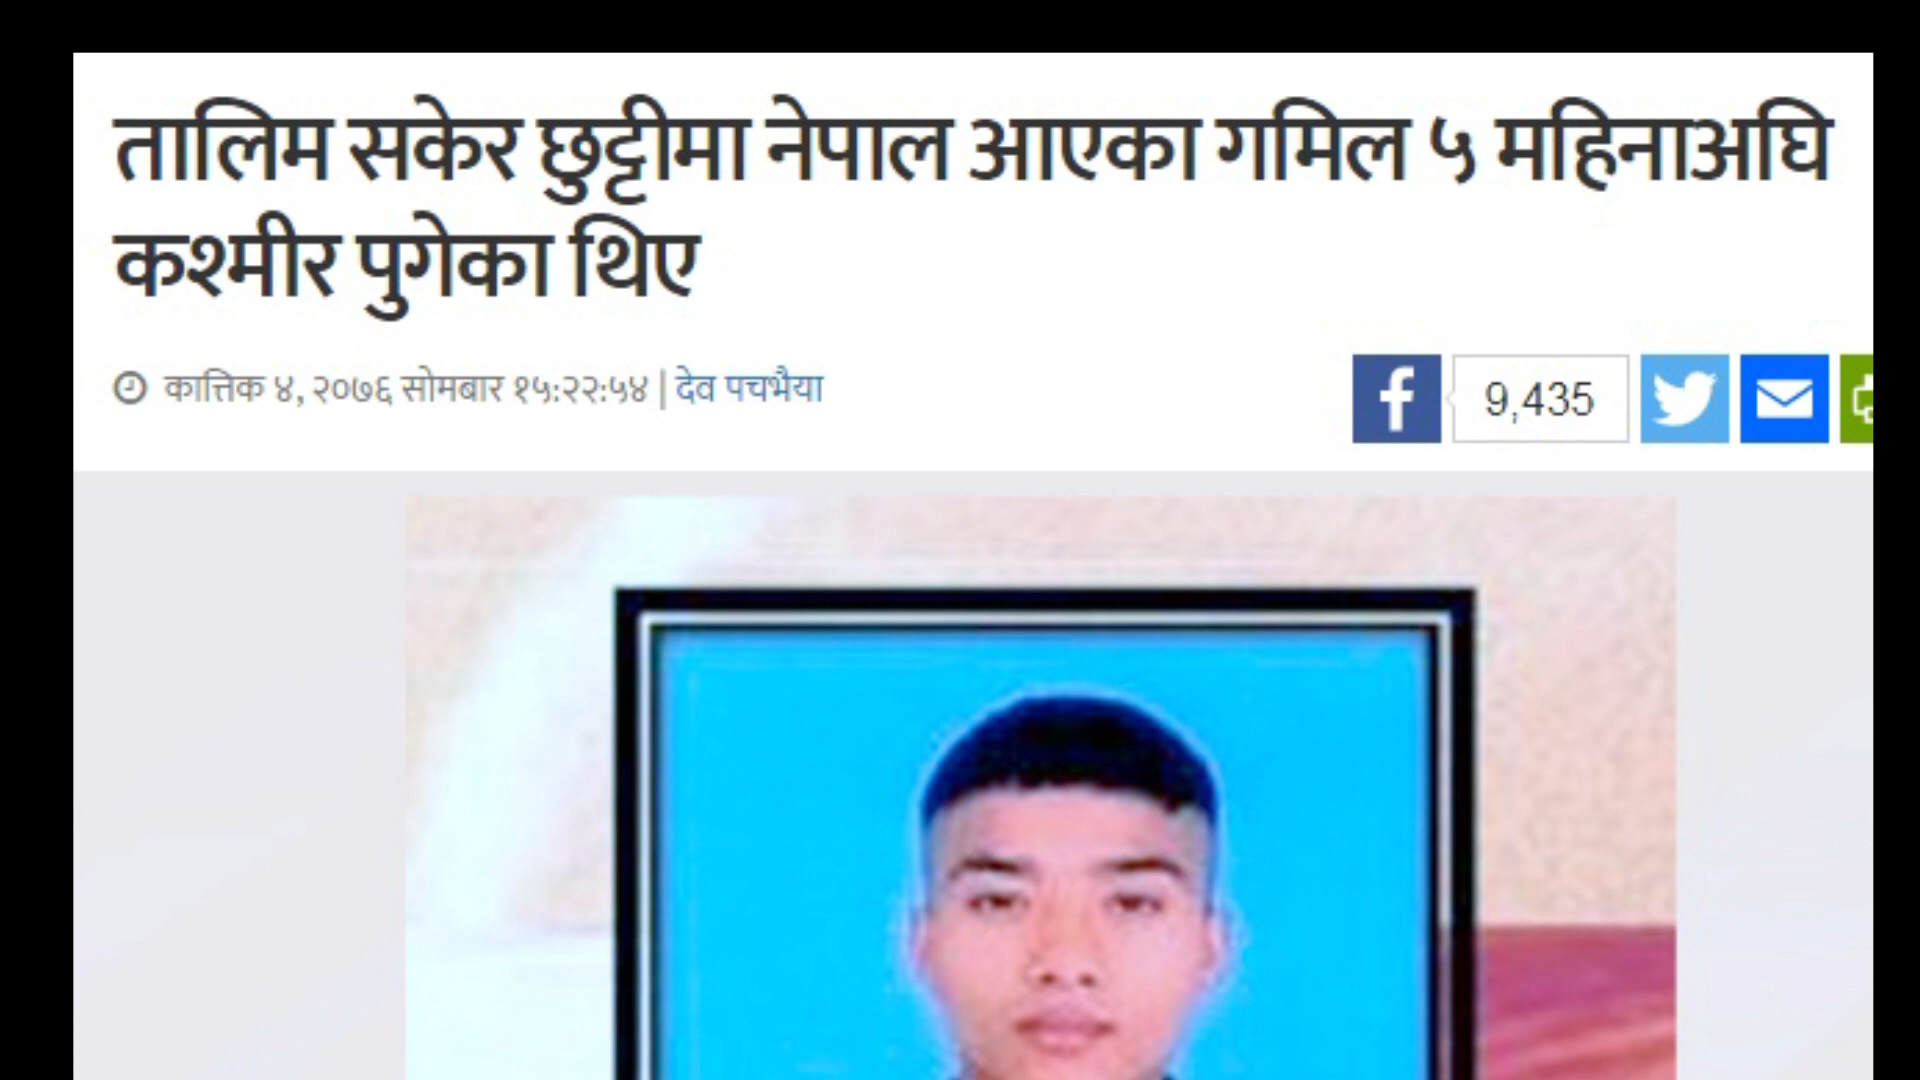 तालिम सकेर छुट्टीमा नेपाल आएका गमिल ५ महिनाअघि
कश्मीर पुगेका थिए
कात्तिक ४, २०७६ सोमबार १५:२२:५४ | देव पचभैया
9,435